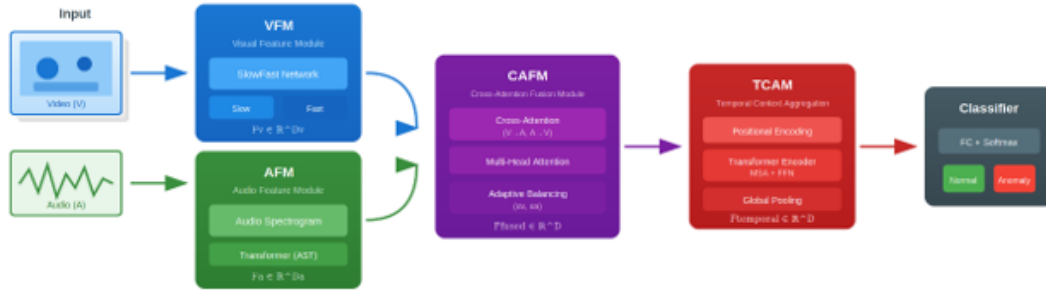 Input
Video (V)
Audio (A)
VFM
Visual Feature Module
SlowFast Network
Slow
Fast
Fv ∈ R^Dv
AFM
Audio Feature Module
Audio Spectrogram
Transformer (AST)
Fa ∈ R^Da
CAFM
Cross-Attention Fusion Module
Cross-Attention
(V→A, A→V)
Multi-Head Attention
Adaptive Balancing
Ffused ∈ R^D
TCAM
Temporal Context Aggregation
Positional Encoding
Transformer Encoder
MSA + FFN
Global Pooling
Ftemporal ∈ R^D
Classifier
FC + Softmax
Normal
Anomaly